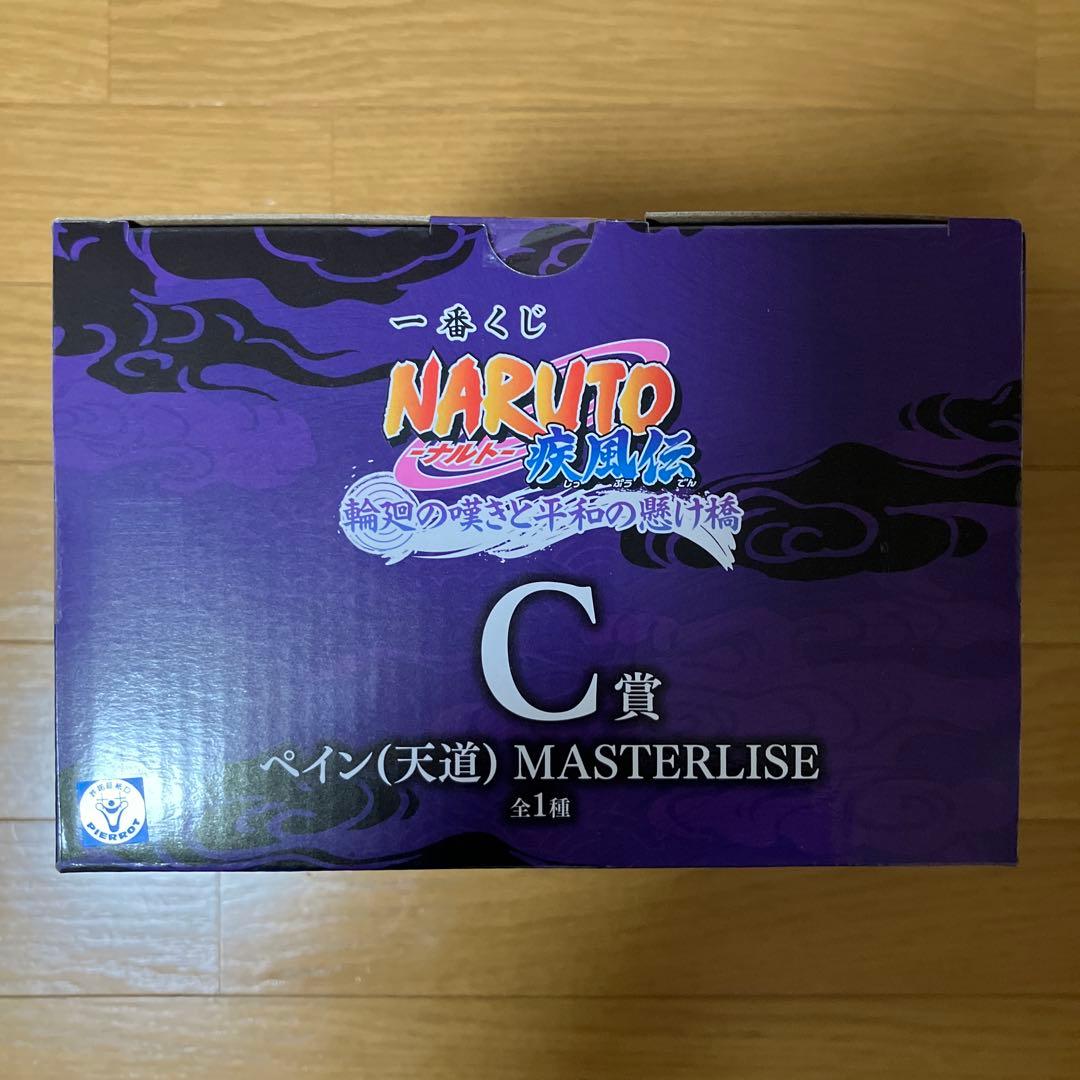 一番くじ
NARUTO
-ナルト-
疾風伝
しっ ぷう でん
輪廻の嘆きと平和の懸け橋
C賞
ペイン(天道) MASTERLISE
全1種
PIERROT